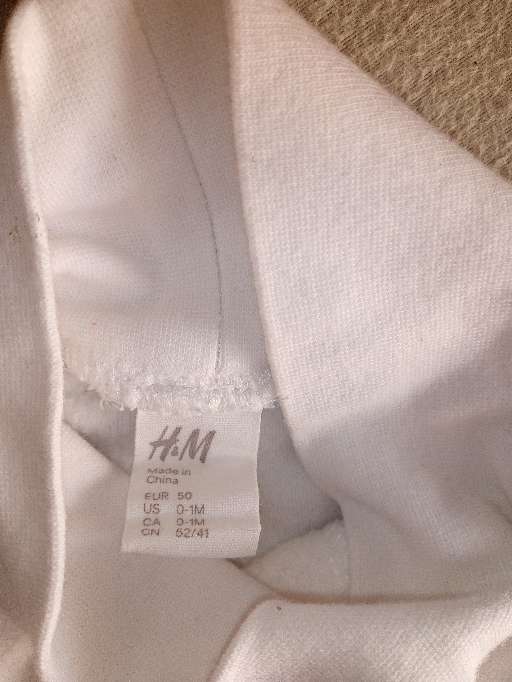 H&M
Made in
China
EUR 50
US 0-1M
CA 0-1M
CN 52/41